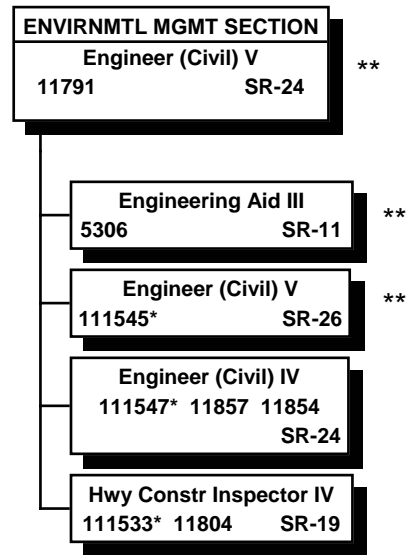 ENVIRNMTL MGMT SECTION
Engineer (Civil) V
11791 SR-24 **
Engineering Aid III
5306 SR-11 **
Engineer (Civil) V
111545* SR-26 **
Engineer (Civil) IV
111547* 11857 11854
SR-24
Hwy Constr Inspector IV
111533* 11804 SR-19